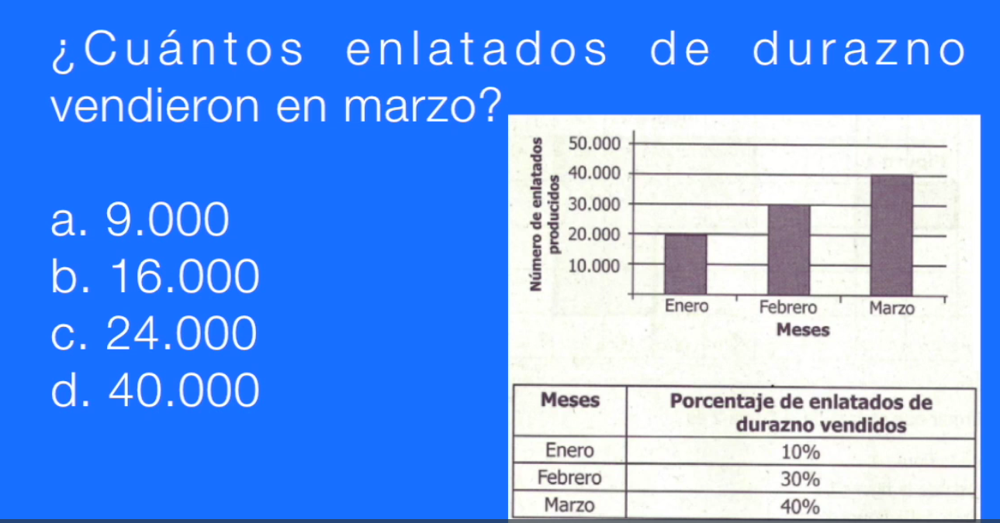 ¿Cuántos enlatados de durazno
vendieron en marzo?
a. 9.000
b. 16.000
c. 24.000
d. 40.000
Número de enlatados
producidos
50.000
40.000
30.000
20.000
10.000
Enero Febrero Marzo
Meses
Meses Porcentaje de enlatados de
durazno vendidos
Enero 10%
Febrero 30%
Marzo 40%